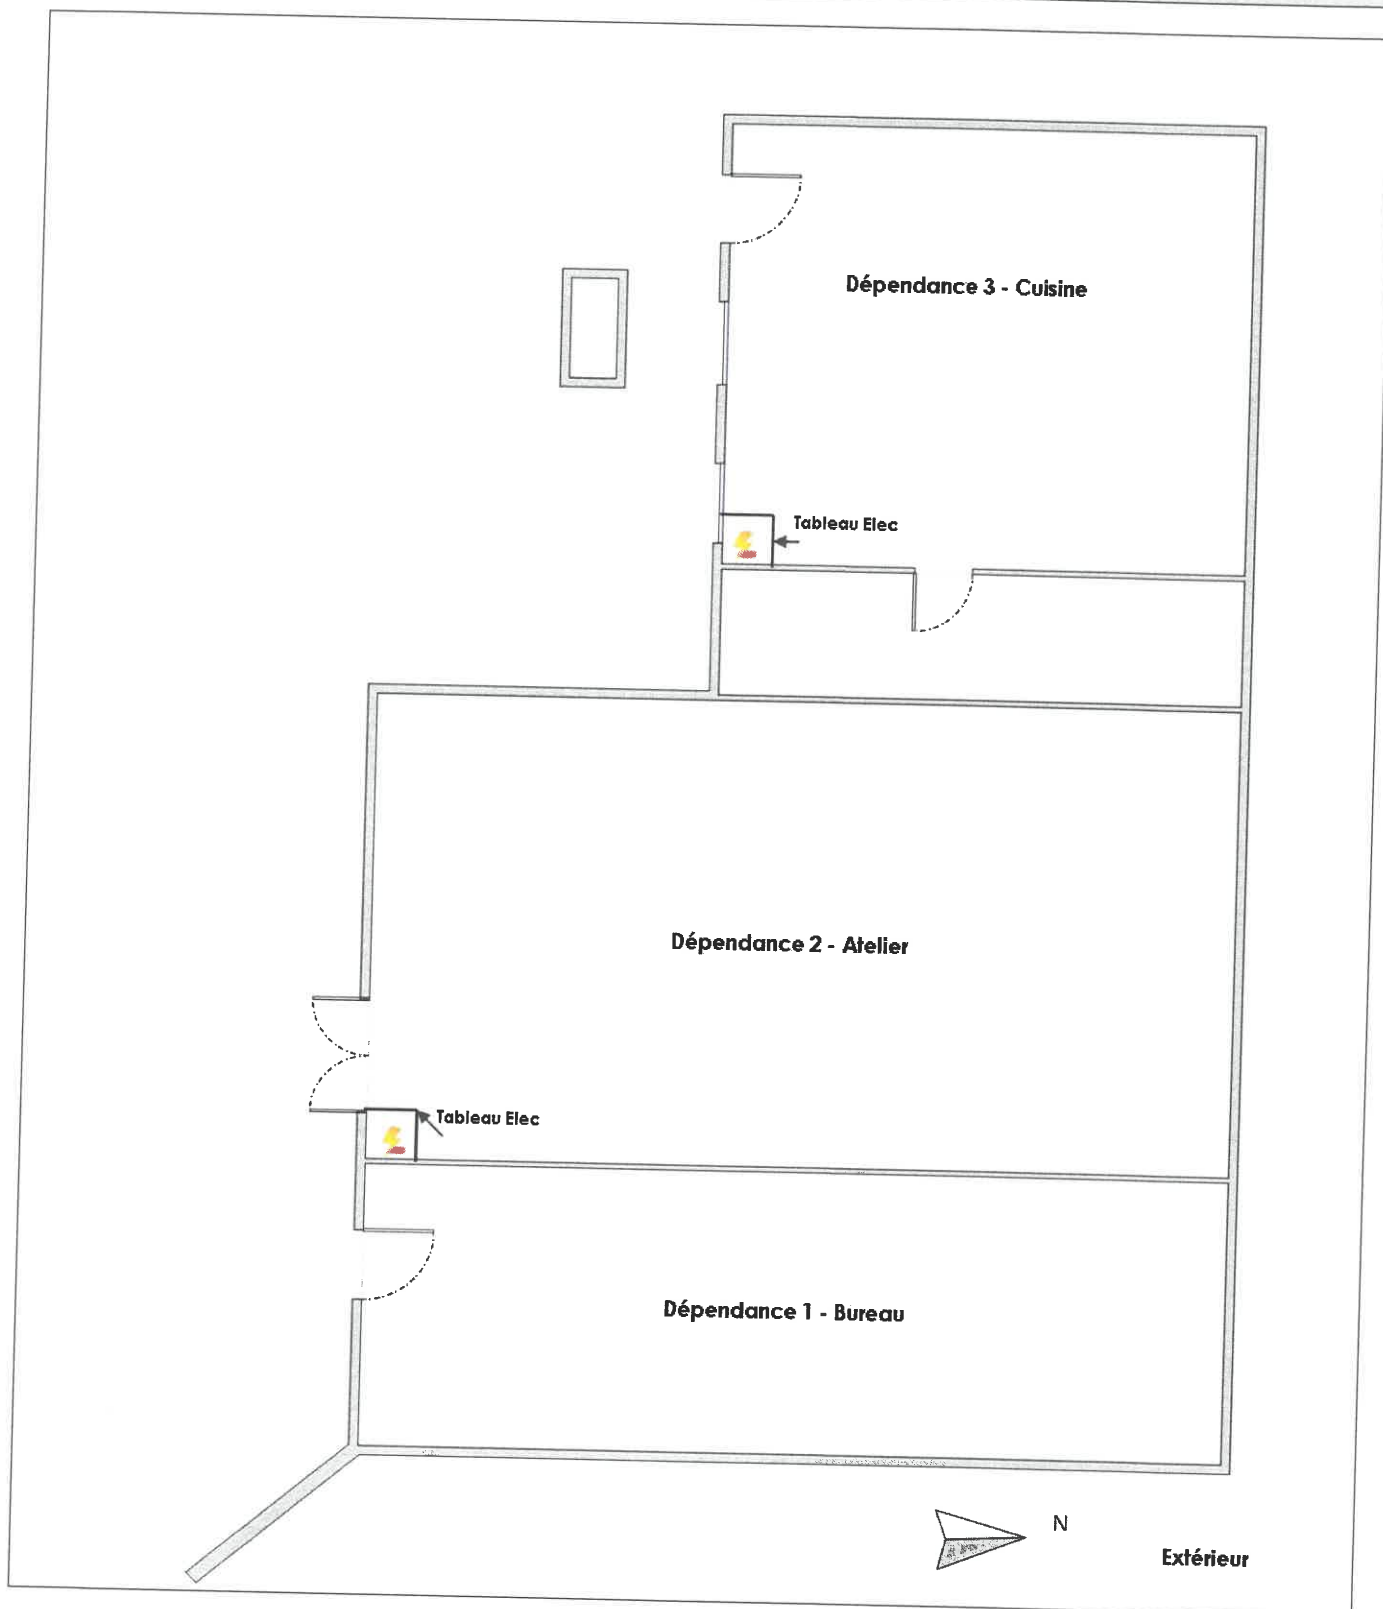 Dépendance 3 - Cuisine
Tableau Elec
Dépendance 2 - Atelier
Tableau Elec
Dépendance 1 - Bureau
N
Extérieur